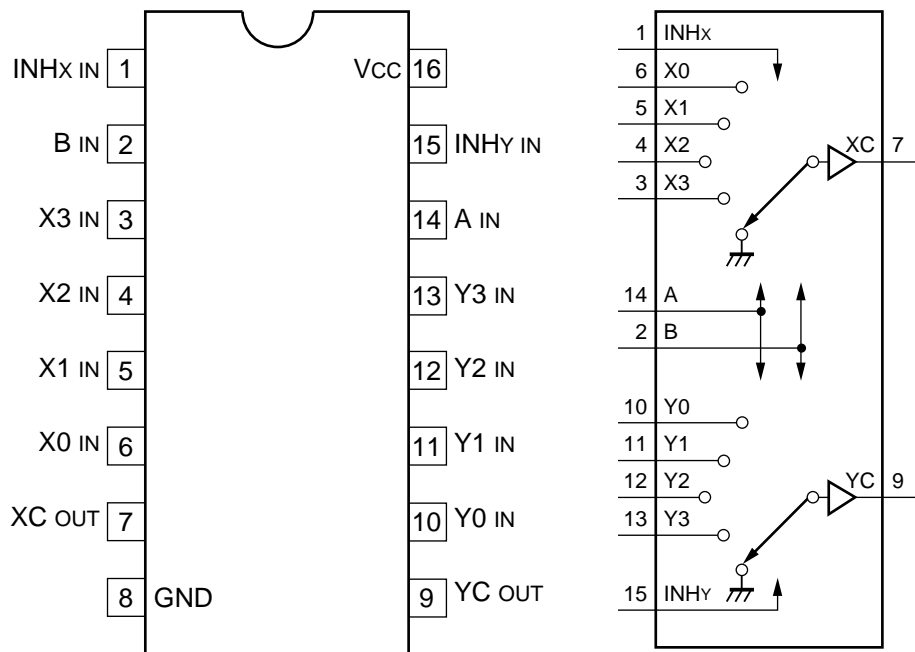 INHX IN 1
B IN 2
X3 IN 3
X2 IN 4
X1 IN 5
X0 IN 6
XC OUT 7
8 GND
VCC 16
15 INHY IN
14 A IN
13 Y3 IN
12 Y2 IN
11 Y1 IN
10 Y0 IN
9 YC OUT
1 INHX
6 X0
5 X1
4 X2
3 X3
XC 7
14 A
2 B
10 Y0
11 Y1
12 Y2
13 Y3
YC 9
15 INHY